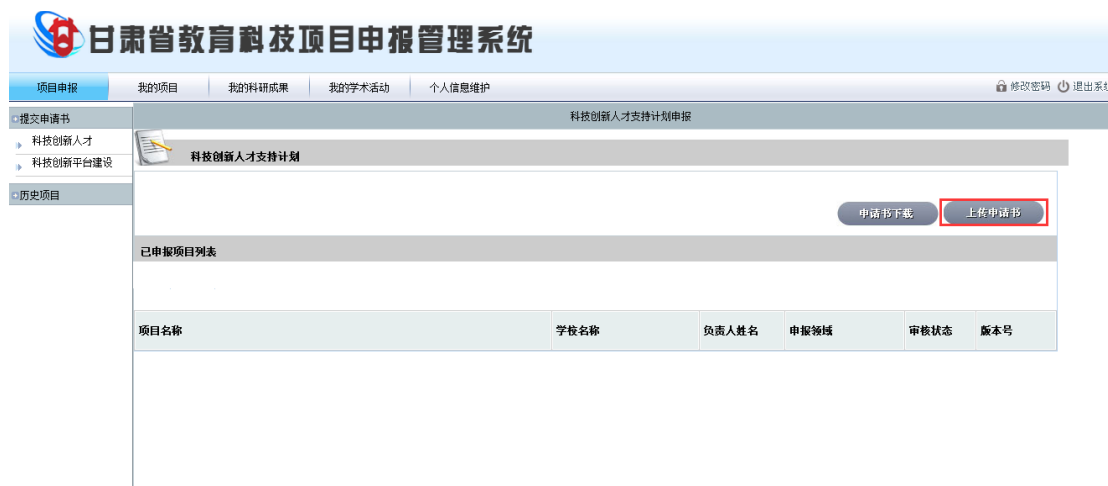 甘肃省教育科技项目申报管理系统
项目申报 我的项目 我的科研成果 我的学术活动 个人信息维护 修改密码 退出系统
提交申请书
科技创新人才
科技创新平台建设
历史项目
科技创新人才支持计划申报
科技创新人才支持计划
申请书下载 上传申请书
已申报项目列表
项目名称 学校名称 负责人姓名 申报领域 审核状态 版本号